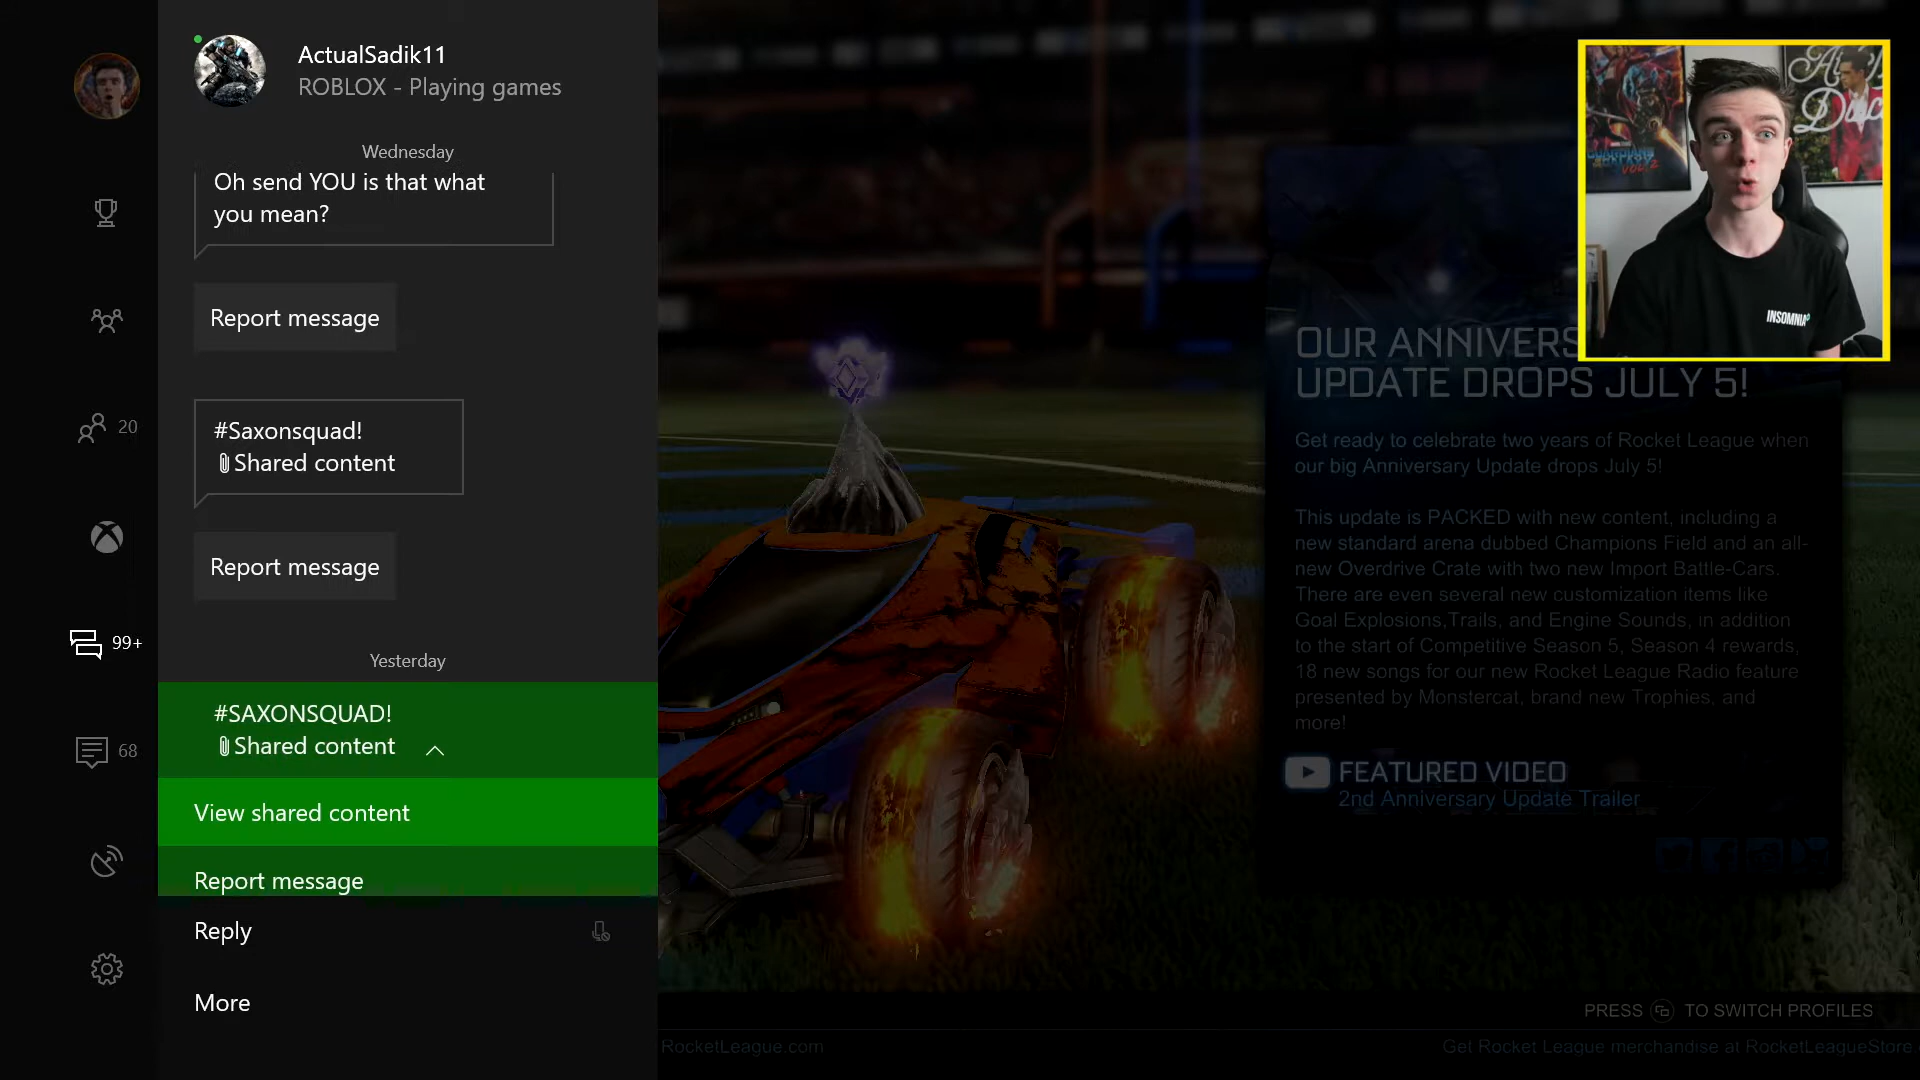 ActualSadik11
ROBLOX - Playing games
Wednesday
Oh send YOU is that what
you mean?
Report message
#Saxonsquad!
Shared content
Report message
Yesterday
#SAXONSQUAD!
Shared content
View shared content
Report message
Reply
More
20
99+
68
OUR ANNIVERS
UPDATE DROPS JULY 5!
Get ready to celebrate two years of Rocket League when
our big Anniversary Update drops July 5!
This update is PACKED with new content, including a
new standard arena dubbed Champions Field and an all-
new Overdrive Crate with two new Import Battle-Cars.
There are even several new customization items like
Goal Explosions,Trails, and Engine Sounds, in addition
to the start of Competitive Season 5, Season 4 rewards,
18 new songs for our new Rocket League Radio feature
presented by Monstercat, brand new Trophies, and
more!
FEATURED VIDEO
2nd Anniversary Update Trailer
PRESS TO SWITCH PROFILES
RocketLeague.com
Get Rocket League merchandise at RocketLeagueStore
INSOMNIA
VOL. 2